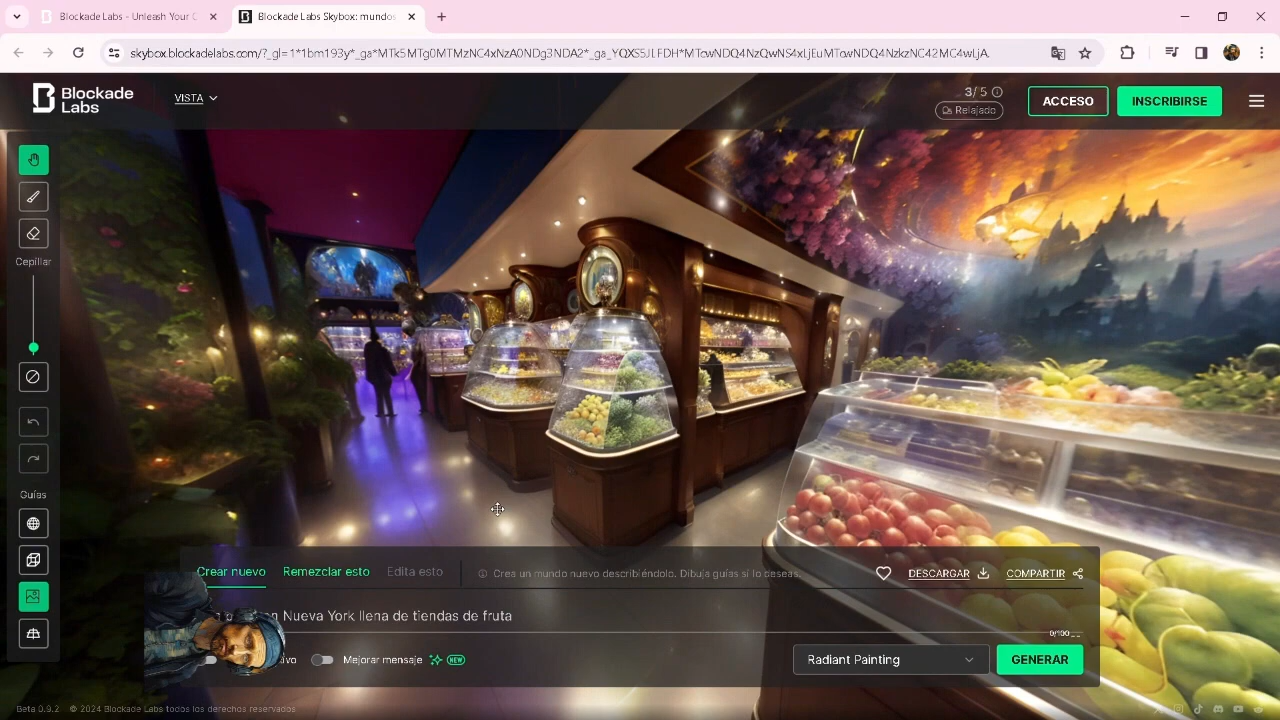 Blockade Labs - Unleash Your C
Blockade Labs Skybox: mundos
skybox.blockadelabs.com/?_gl=1*1bm193y*_ga*MTk5MTq0MTMzNC4xNzA0NDq3NDA2*_ga_YQXS5JLFDH*MTowNDQ4NzQwNS4xLjEuMTowNDQ4NzkzNC42MC4wLjA.
Blockade Labs
VISTA
3/ 5
Relajado
ACCESO
INSCRIBIRSE
Cepillar
Guías
Crear nuevo
Remezclar esto
Edita esto
Crea un mundo nuevo describiéndolo. Dibuja guías si lo deseas.
DESCARGAR
COMPARTIR
Nueva York llena de tiendas de fruta
Mejorar mensaje
NEW
Radiant Painting
GENERAR
Beta 0.9.2 © 2024 Blockade Labs todos los derechos reservados